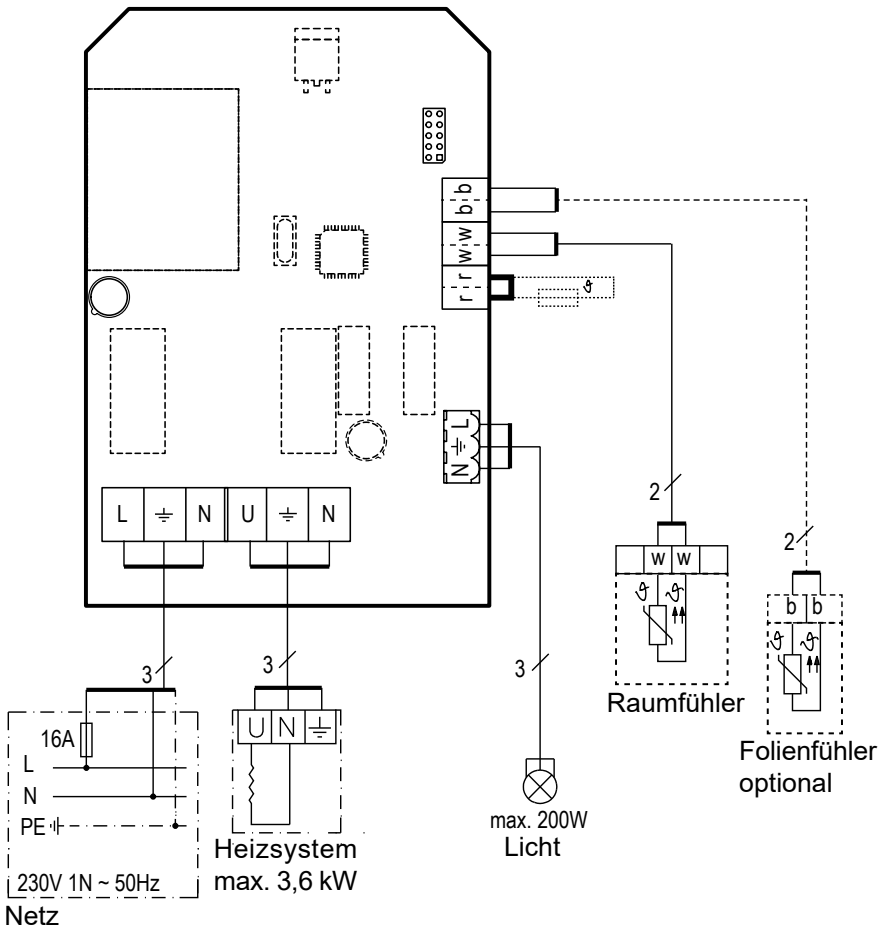 b b
w w
r r
ϑ
L
N
L N U N
2
2
w w
ϑ ϑ
b b
ϑ ϑ
3
3
3
Raumfühler
16A
U N
L
N
PE
Folienfühler
optional
max. 200W
Licht
Heizsystem
max. 3,6 kW
230V 1N ~ 50Hz
Netz